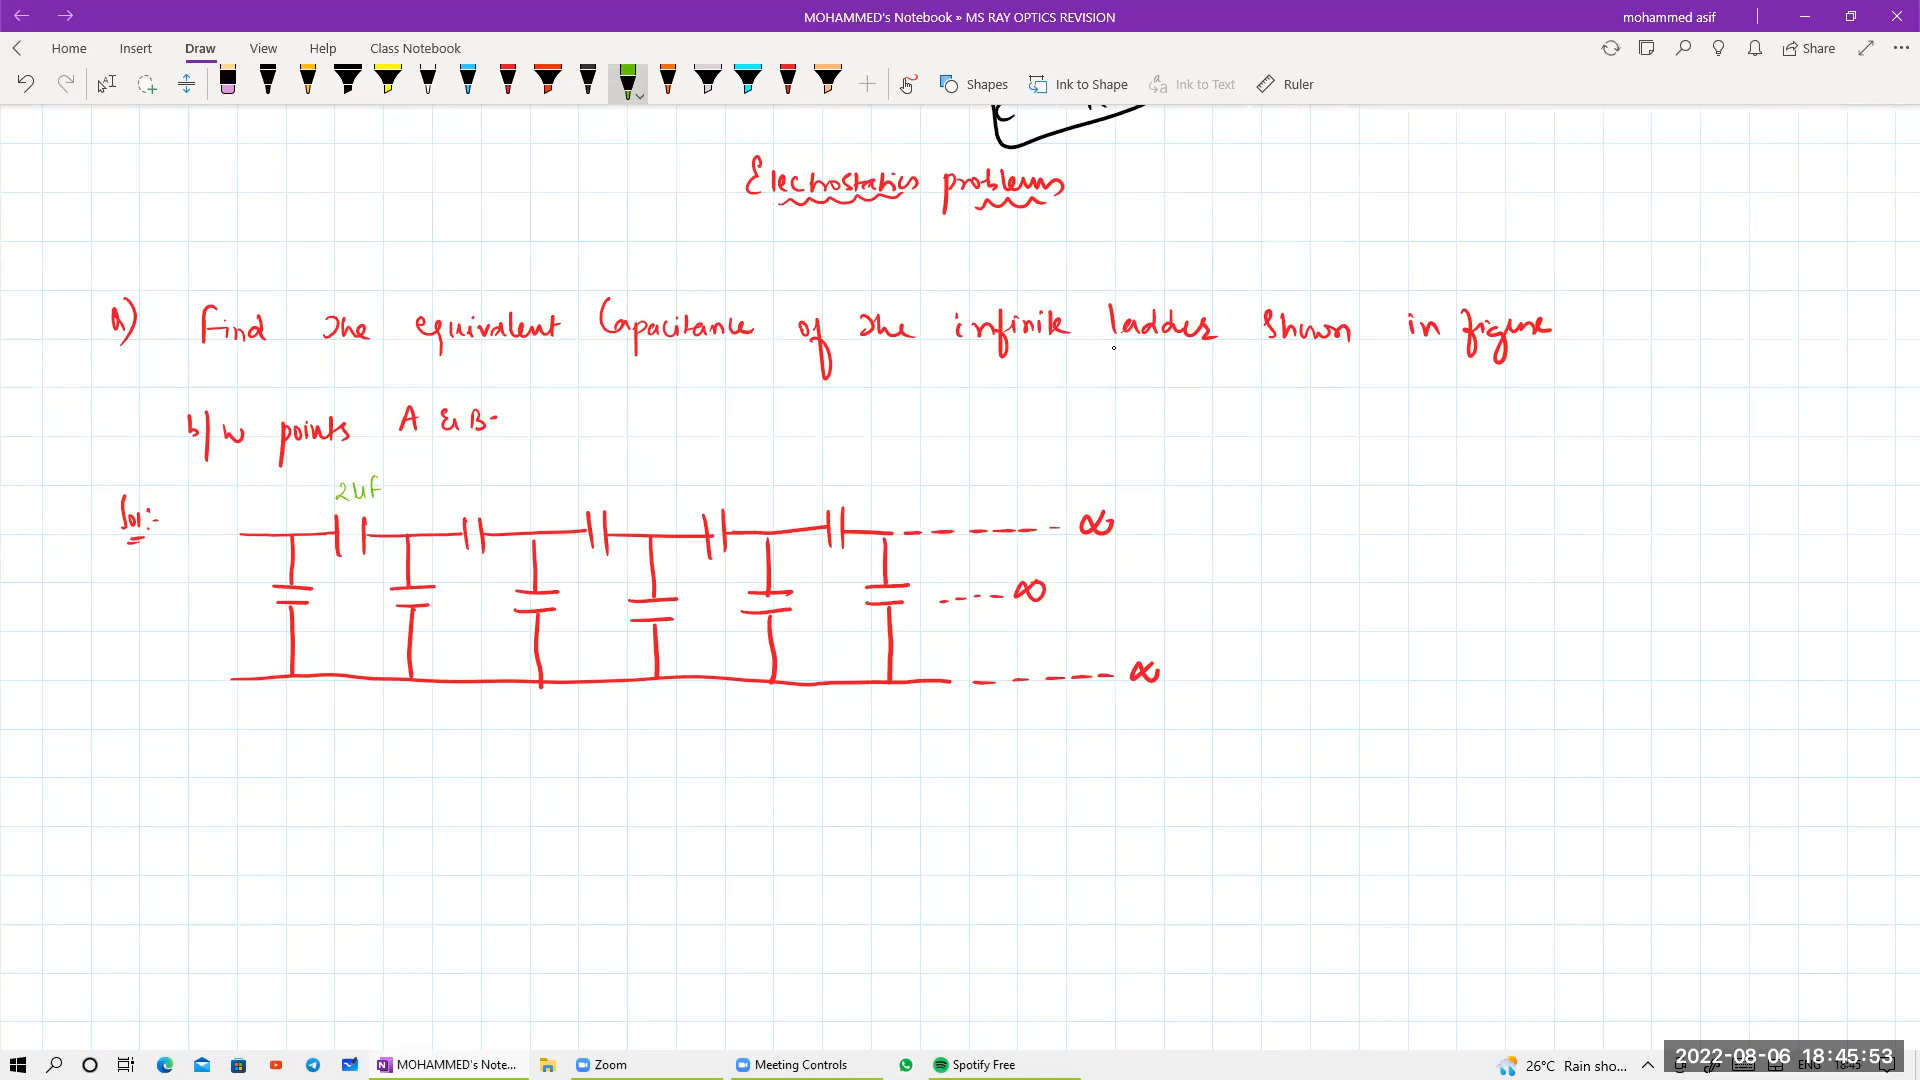 MOHAMMED's Notebook » MS RAY OPTICS REVISION
mohammed asif
Home Insert Draw View Help Class Notebook
Share
Shapes Ink to Shape Ink to Text Ruler
Electrostatics problems
Q) Find the equivalent Capacitance of the infinite ladder shown in figure
b/w points A & B.
2μF
Sol:-
∞
∞
∞
MOHAMMED's Note...
Zoom
Meeting Controls
Spotify Free
26°C Rain sho...
2022-08-06 18:45:53